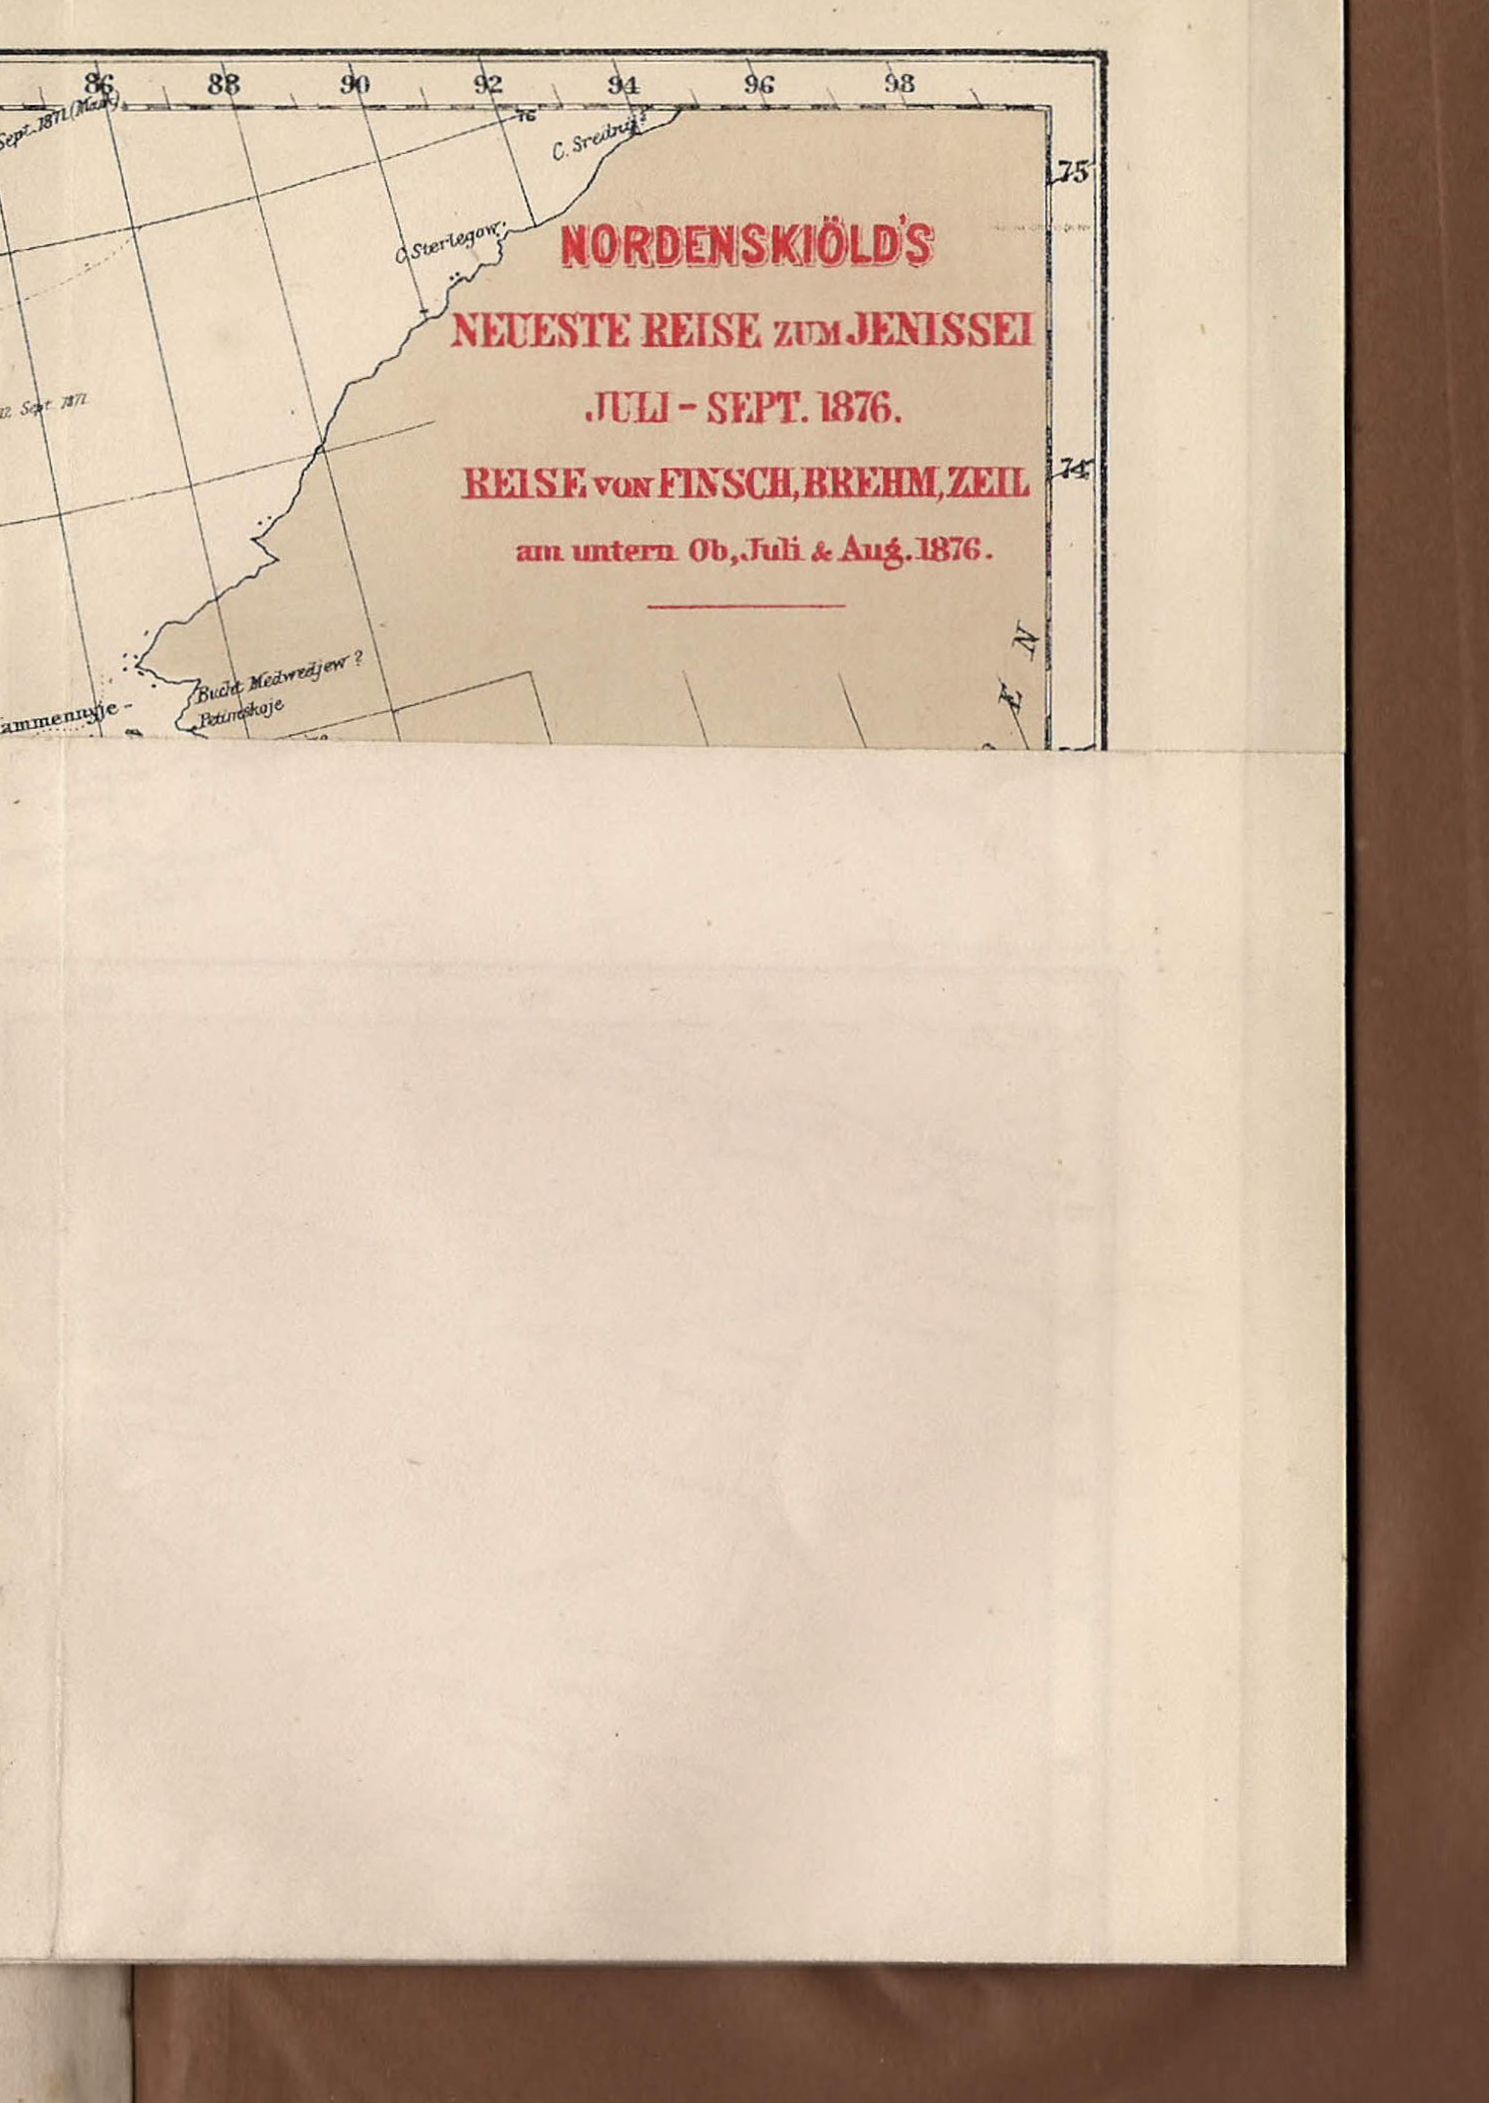 86 88 90 92 94 96 98
Sept. 1871 (Mack)
76
C. Srednij?
75
C. Sterlegow
NORDENSKIÖLD'S
NEUESTE REISE ZUM JENISSEI
12. Sept. 1871
JULI - SEPT. 1876.
REISE VON FINSCH, BREHM, ZEIL
74
am untern Ob, Juli & Aug. 1876.
N
E
Bucht Medwedjew ?
ammennyje -